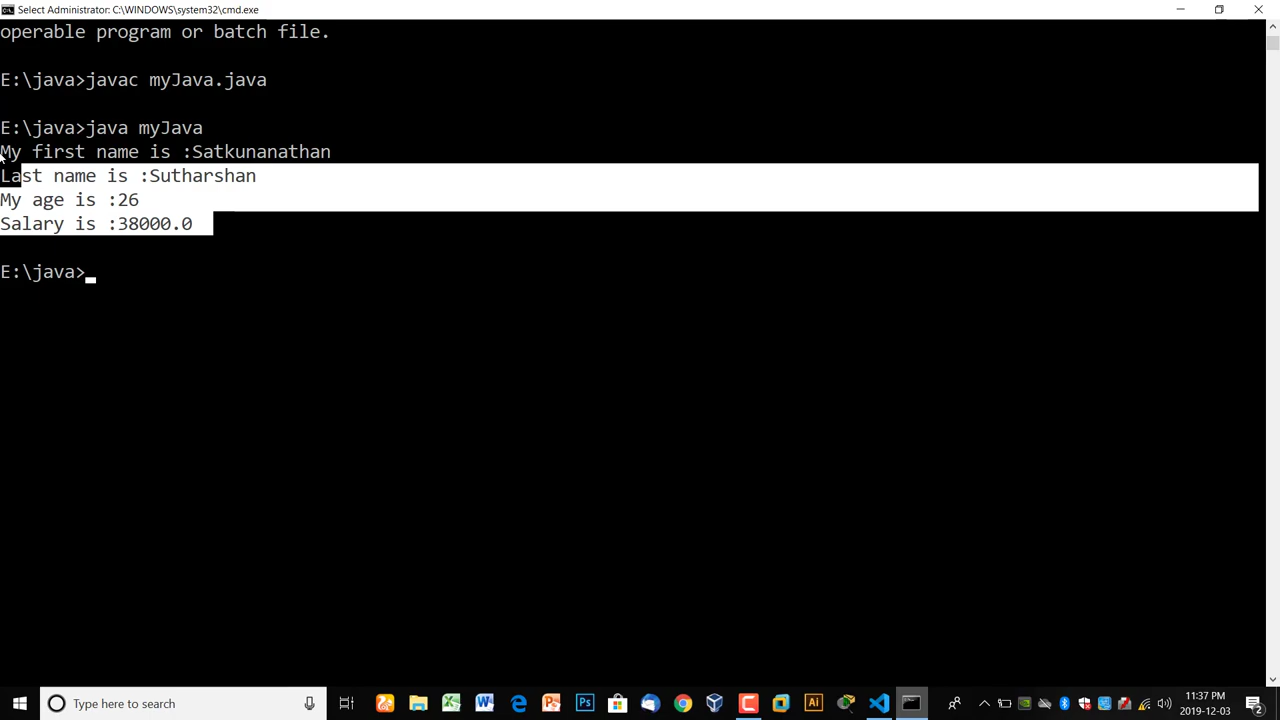 Select Administrator: C:\WINDOWS\system32\cmd.exe
operable program or batch file.
E:\java>javac myJava.java
E:\java>java myJava
My first name is :Satkunanathan
Last name is :Sutharshan
My age is :26
Salary is :38000.0
E:\java>
Type here to search
11:37 PM
2019-12-03
2